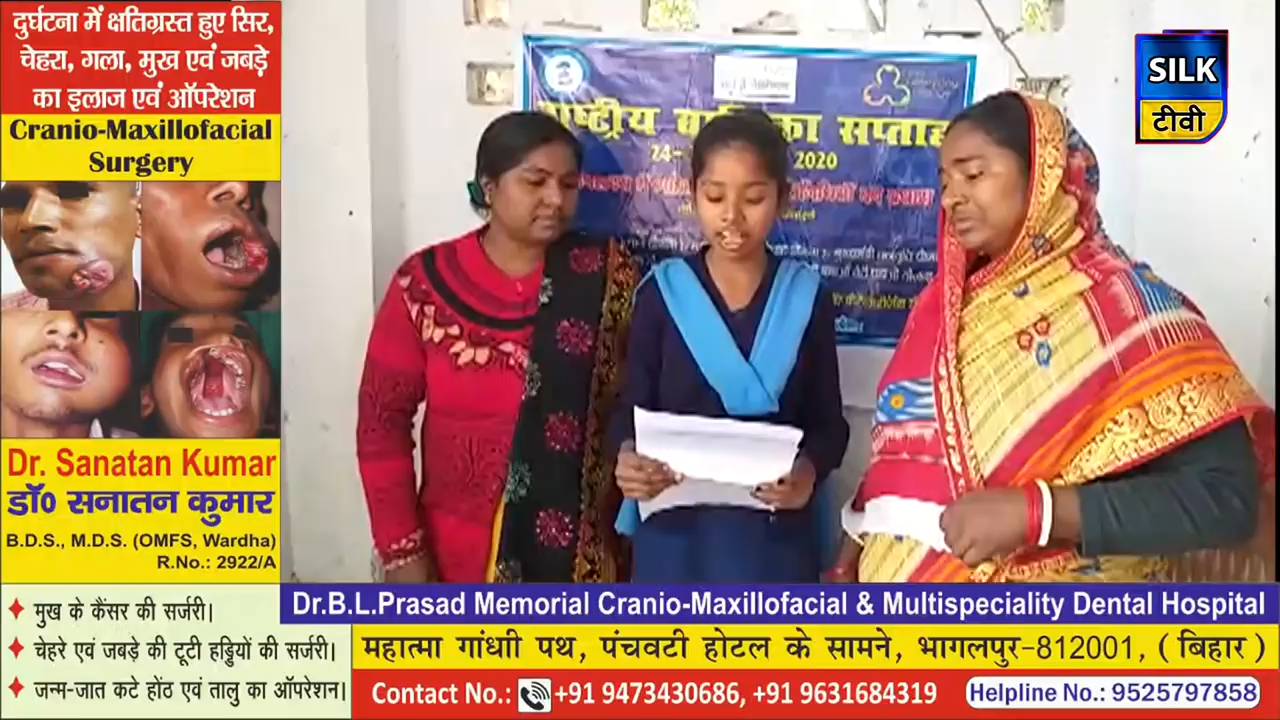 दुर्घटना में क्षतिग्रस्त हुए सिर,
चेहरा, गला, मुख एवं जबड़े
का इलाज एवं ऑपरेशन
Cranio-Maxillofacial
Surgery
Dr. Sanatan Kumar
डॉ० सनातन कुमार
B.D.S., M.D.S. (OMFS, Wardha)
R.No.: 2922/A
मुख के कैंसर की सर्जरी।
चेहरे एवं जबड़े की टूटी हड्डियों की सर्जरी।
जन्म-जात कटे होंठ एवं तालु का ऑपरेशन।
SILK
टीवी
सप्ताह
24-
2020
Dr.B.L.Prasad Memorial Cranio-Maxillofacial & Multispeciality Dental Hospital
महात्मा गांधाी पथ, पंचवटी होटल के सामने, भागलपुर-812001, ( बिहार )
Contact No.: +91 9473430686, +91 9631684319
Helpline No.: 9525797858